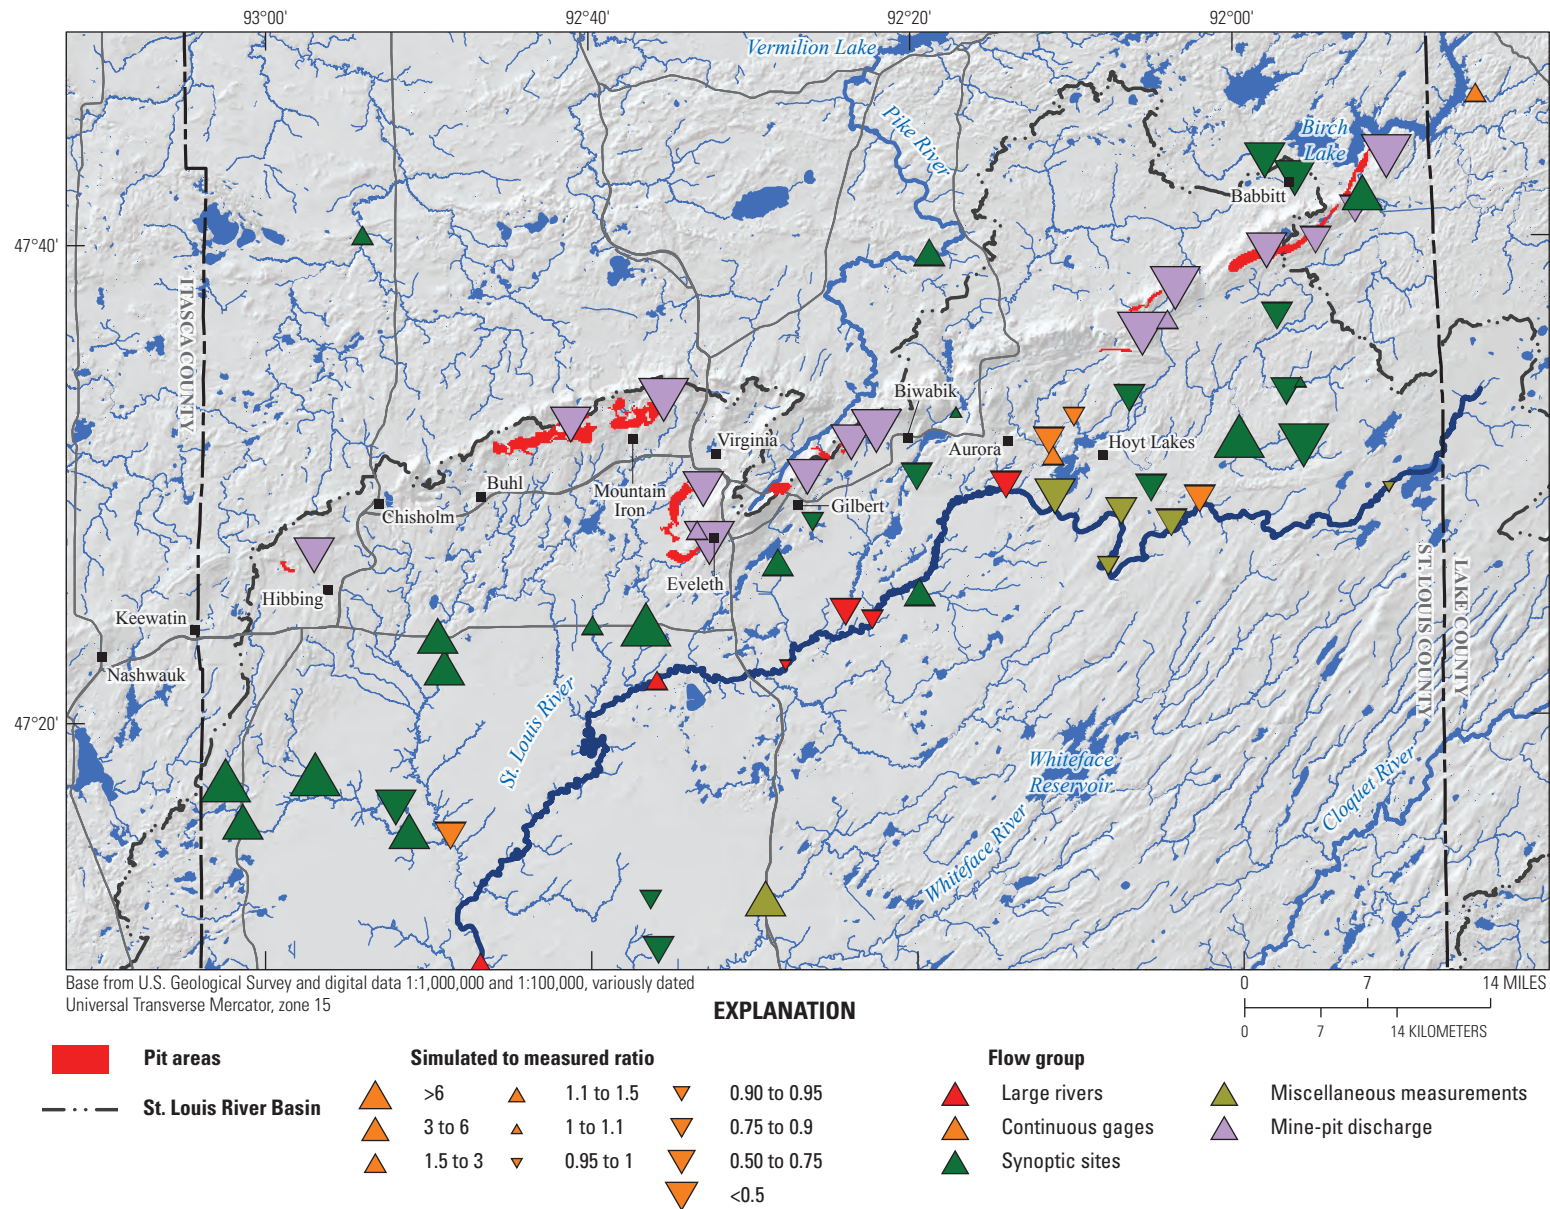 93°00'
92°40'
92°20'
92°00'
Vermilion Lake
Pike River
Birch
Lake
Babbitt
47°40'
ITASCA COUNTY
Biwabik
Virginia
Aurora
Hoyt Lakes
Buhl
Mountain
Iron
Chisholm
Gilbert
Eveleth
Hibbing
Keewatin
Nashwauk
ST. LOUIS COUNTY
LAKE COUNTY
47°20'
St. Louis River
Whiteface
Reservoir
Whiteface River
Cloquet River
Base from U.S. Geological Survey and digital data 1:1,000,000 and 1:100,000, variously dated
Universal Transverse Mercator, zone 15
0 7 14 MILES
0 7 14 KILOMETERS
EXPLANATION
Pit areas
St. Louis River Basin
Simulated to measured ratio
>6
3 to 6
1.5 to 3
1.1 to 1.5
1 to 1.1
0.95 to 1
0.90 to 0.95
0.75 to 0.9
0.50 to 0.75
<0.5
Flow group
Large rivers
Continuous gages
Synoptic sites
Miscellaneous measurements
Mine-pit discharge